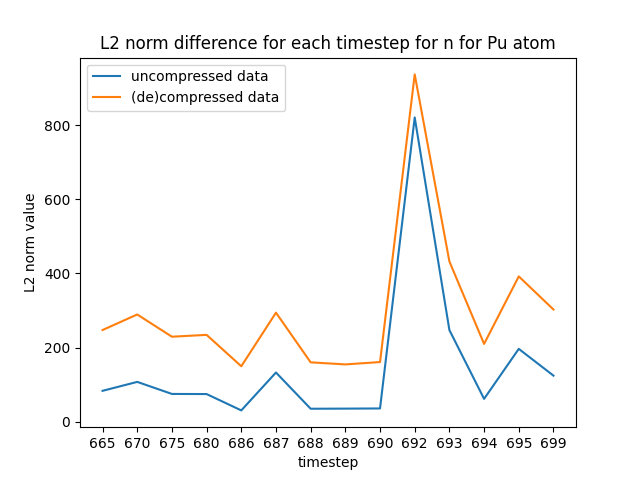 L2 norm difference for each timestep for n for Pu atom
uncompressed data
(de)compressed data
800
600
400
200
0
L2 norm value
665 670 675 680 686 687 688 689 690 692 693 694 695 699
timestep